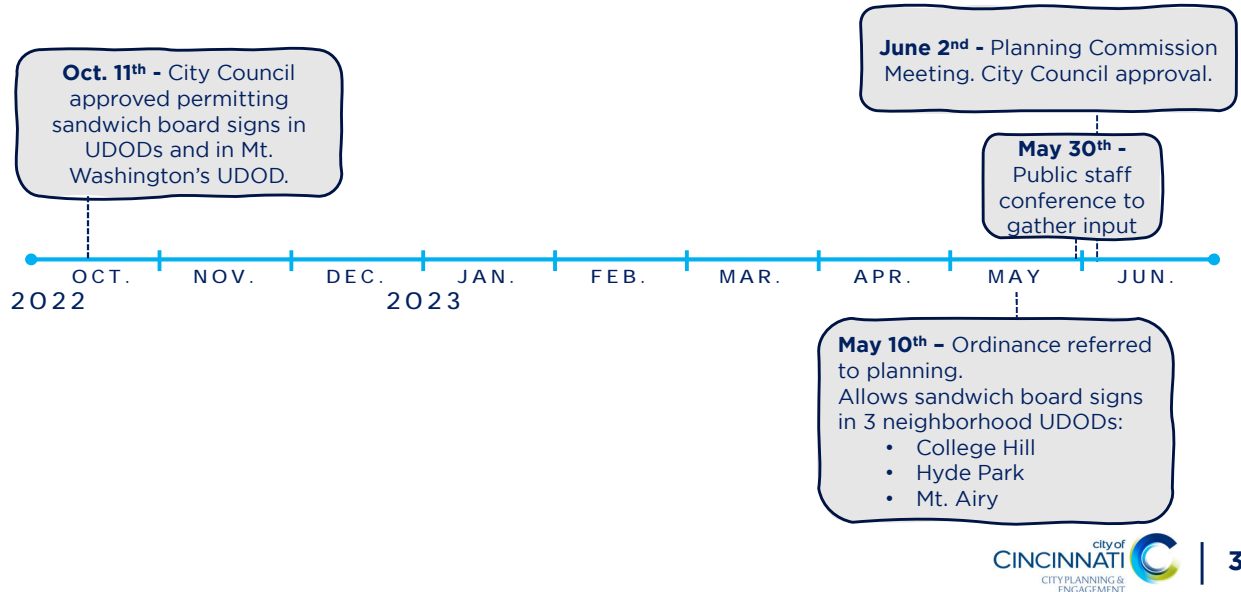 Oct. 11th - City Council
approved permitting
sandwich board signs in
UDODs and in Mt.
Washington's UDOD.
June 2nd - Planning Commission
Meeting. City Council approval.
May 30th -
Public staff
conference to
gather input
OCT. NOV. DEC. JAN. FEB. MAR. APR. MAY JUN.
2022 2023
May 10th – Ordinance referred
to planning.
Allows sandwich board signs
in 3 neighborhood UDODs:
• College Hill
• Hyde Park
• Mt. Airy
city of
CINCINNATI
CITY PLANNING &
ENGAGEMENT
3